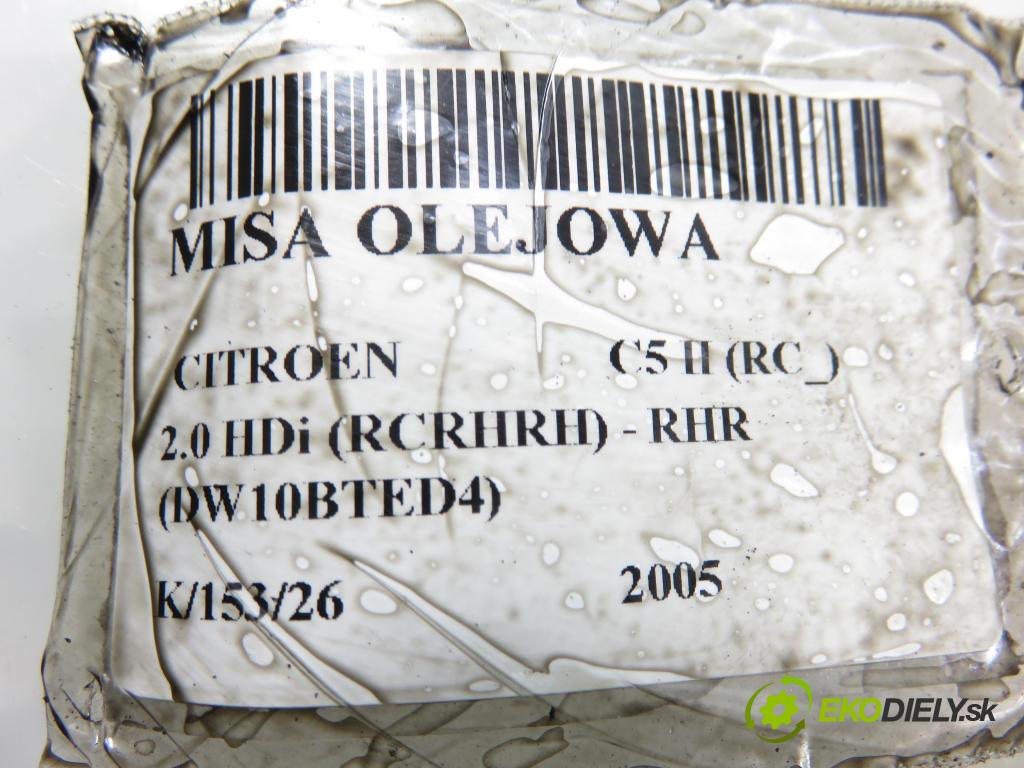 MISA OLEJOWA
CITROEN C5 II (RC_)
2.0 HDi (RCRHRH) - RHR
(DW10BTED4)
K/153/26 2005
EKODIELY.sk